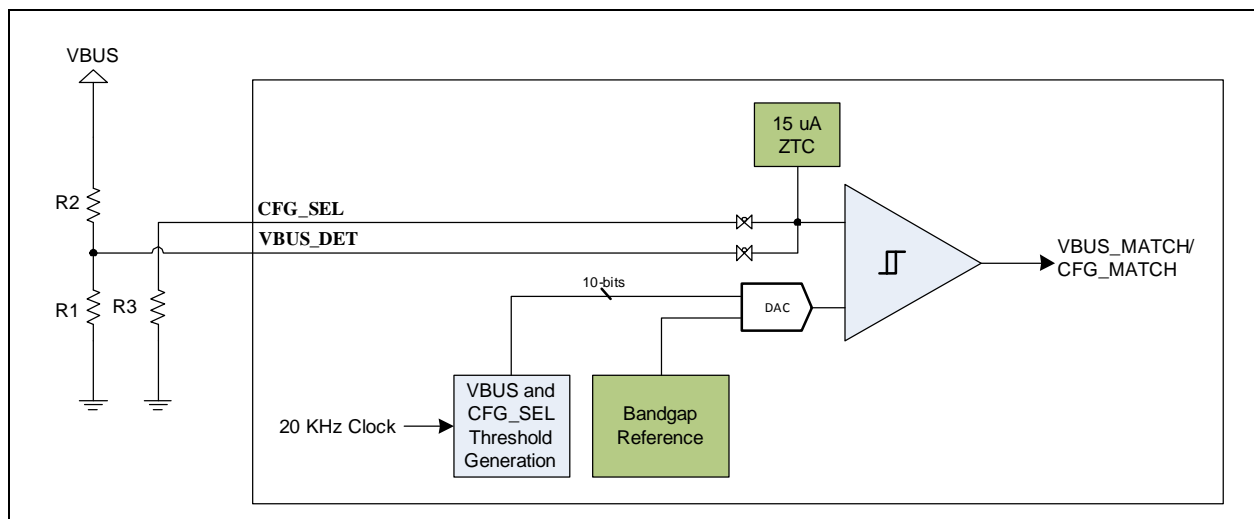 VBUS
15 uA
ZTC
R2
CFG_SEL
VBUS_DET
VBUS_MATCH/
CFG_MATCH
10-bits
R1
R3
DAC
VBUS and
CFG_SEL
Threshold
Generation
Bandgap
Reference
20 KHz Clock